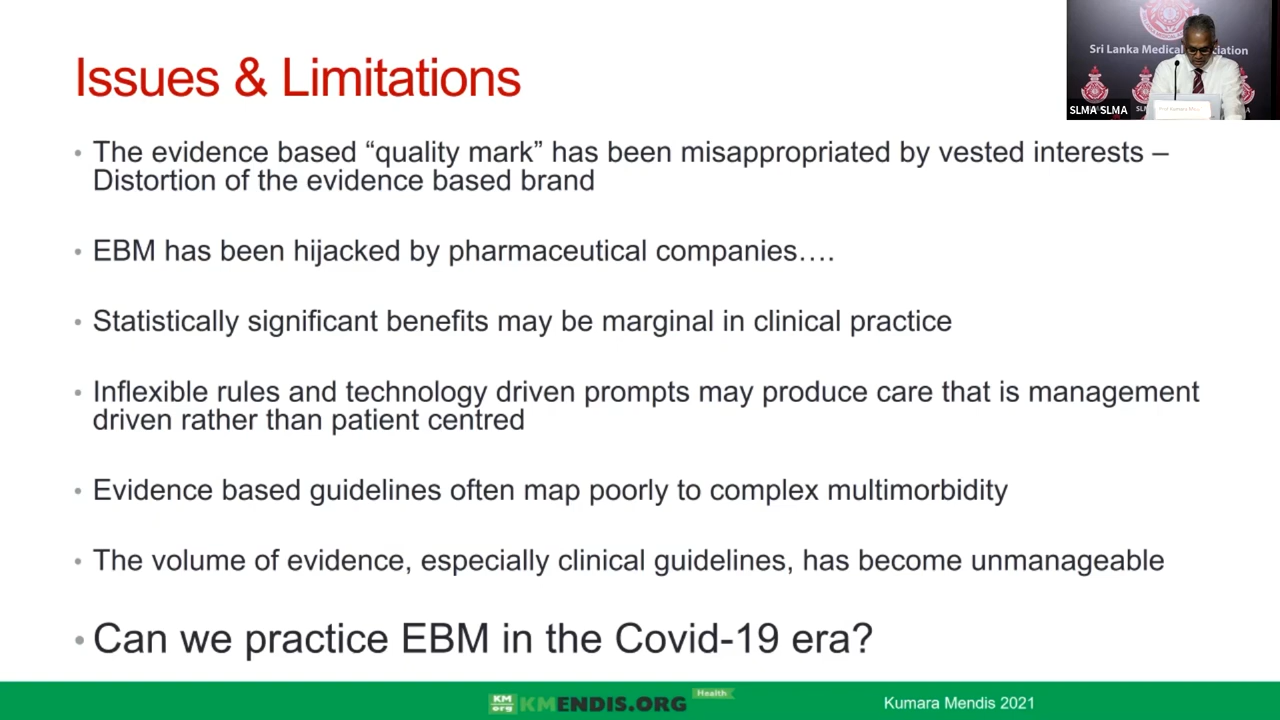 Issues & Limitations
Sri Lanka Medical Association
SLMA SLMA
• The evidence based “quality mark” has been misappropriated by vested interests –
Distortion of the evidence based brand
• EBM has been hijacked by pharmaceutical companies….
• Statistically significant benefits may be marginal in clinical practice
• Inflexible rules and technology driven prompts may produce care that is management
driven rather than patient centred
• Evidence based guidelines often map poorly to complex multimorbidity
• The volume of evidence, especially clinical guidelines, has become unmanageable
• Can we practice EBM in the Covid-19 era?
KM
org
KMENDIS.ORG
Health
Kumara Mendis 2021